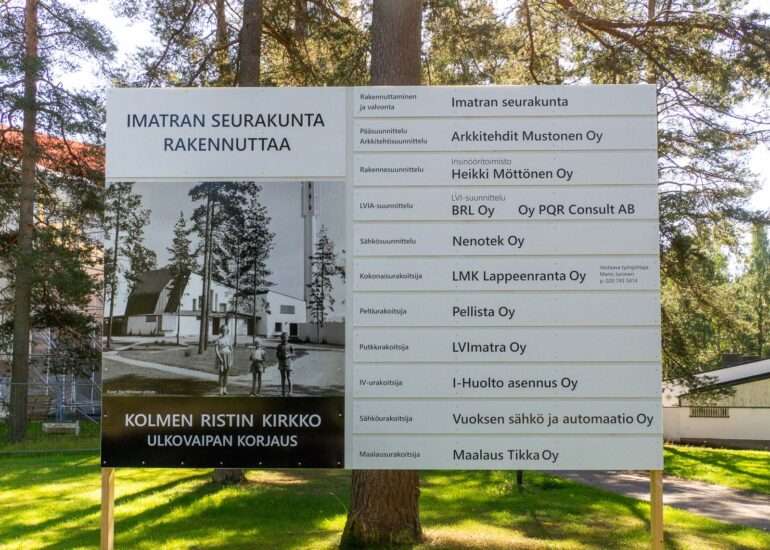 IMATRAN SEURAKUNTA
RAKENNUTTAA
KOLMEN RISTIN KIRKKO
ULKOVAIPAN KORJAUS
Rakennuttaminen
ja valvonta
Imatran seurakunta
Pääsuunnittelu
Arkkitehtisuunnittelu
Arkkitehdit Mustonen Oy
Rakennesuunnittelu
Insinööritoimisto
Heikki Möttönen Oy
LVIA-suunnittelu
LVI-suunnittelu
BRL Oy Oy PQR Consult AB
Sähkösuunnittelu
Nenotek Oy
Kokonaisurakoitsija
LMK Lappeenranta Oy
Peltiurakoitsija
Pellista Oy
Putkiurakoitsija
LVImatra Oy
IV-urakoitsija
I-Huolto asennus Oy
Sähköurakoitsija
Vuoksen sähkö ja automaatio Oy
Maalausurakoitsija
Maalaus Tikka Oy